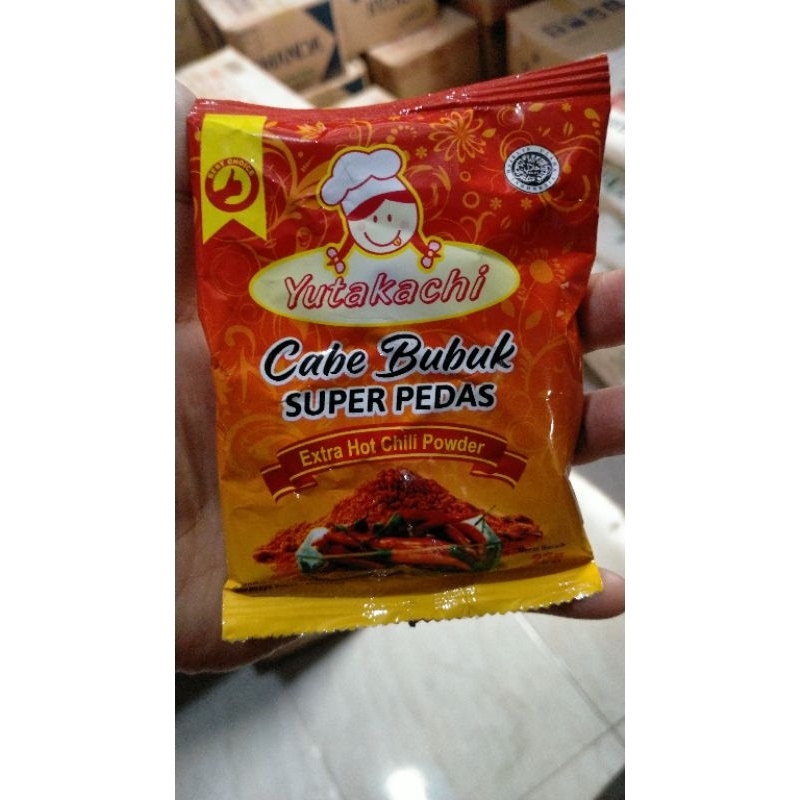 BEST CHOICE
Yutakachi
Cabe Bubuk
SUPER PEDAS
Extra Hot Chili Powder